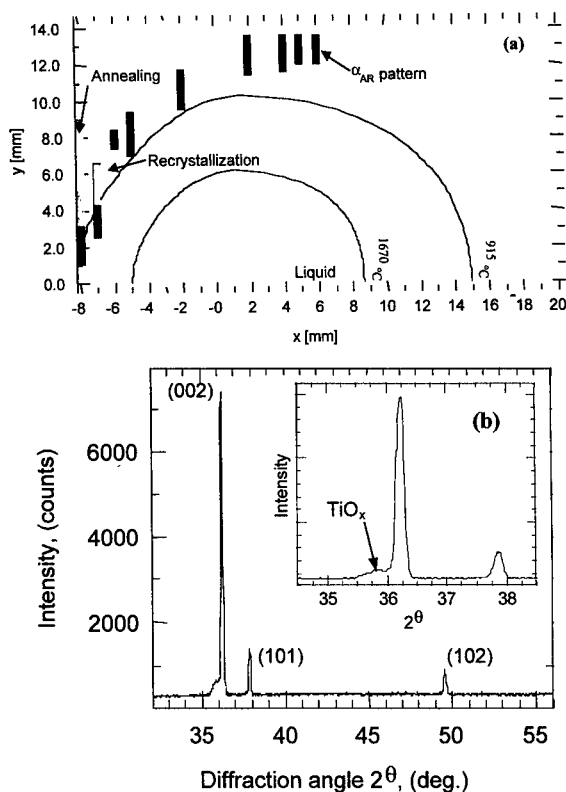 (a)
14.0
12.0
10.0
8.0
6.0
4.0
2.0
0.0
y [mm]
Annealing
α_AR pattern
Recrystallization
Liquid
1670 °C
915 °C
-8 -6 -4 -2 0 2 4 6 8 10 12 14 16 18 20
x [mm]
(b)
(002)
(101)
(102)
6000
4000
2000
Intensity, (counts)
Intensity
TiOₓ
35 36 37 38
2θ
35 40 45 50 55
Diffraction angle 2θ, (deg.)